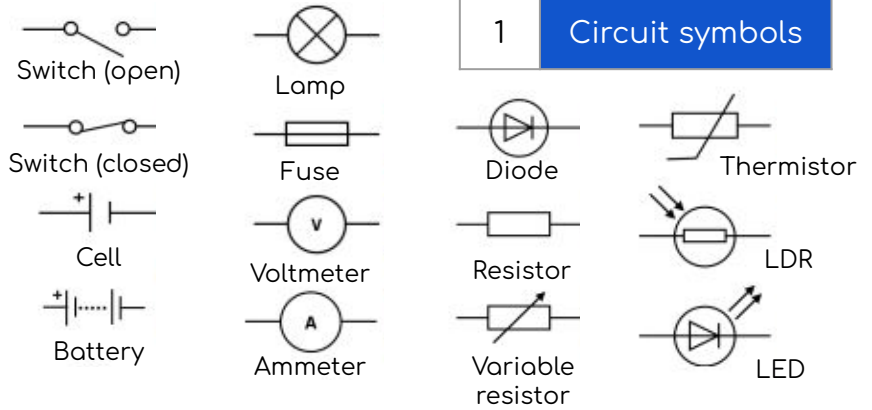 1 Circuit symbols
Switch (open)
Lamp
Switch (closed)
Fuse
Diode
Thermistor
+
Cell
V
Voltmeter
Resistor
LDR
+
Battery
A
Ammeter
Variable
resistor
LED